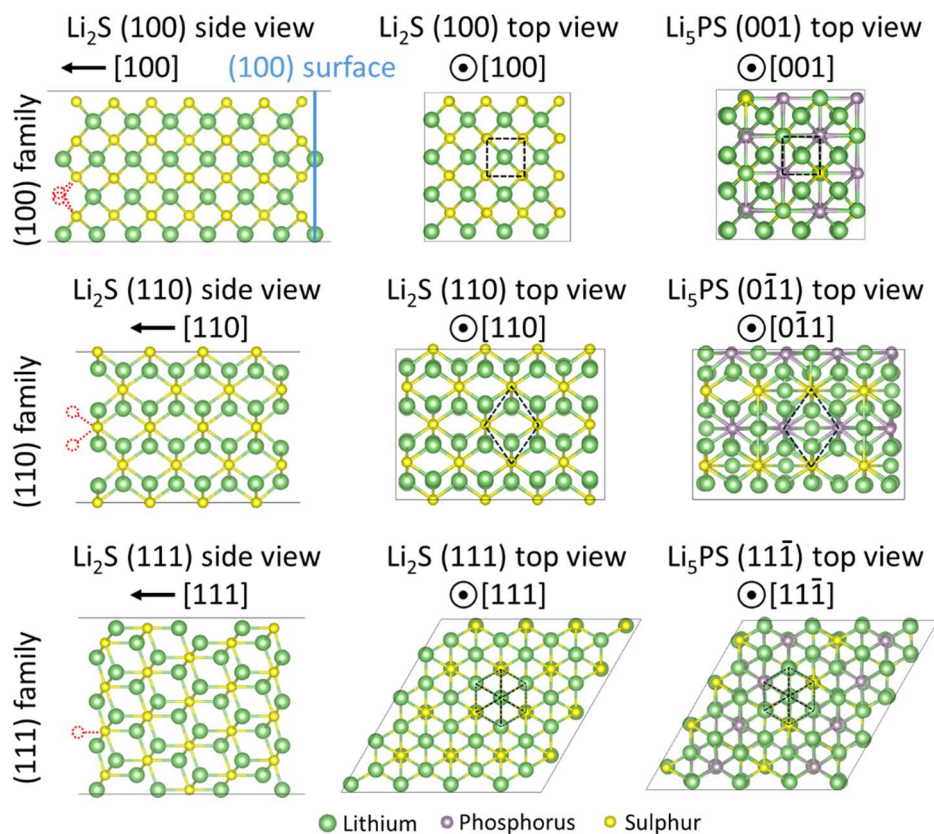 Li₂S (100) side view
[100]
(100) surface
Li₂S (100) top view
[100]
Li₅PS (001) top view
[001]
(100) family
Li₂S (110) side view
[110]
Li₂S (110) top view
[110]
Li₅PS (01̄1) top view
[01̄1]
(110) family
Li₂S (111) side view
[111]
Li₂S (111) top view
[111]
Li₅PS (111̄) top view
[111̄]
(111) family
Lithium
Phosphorus
Sulphur